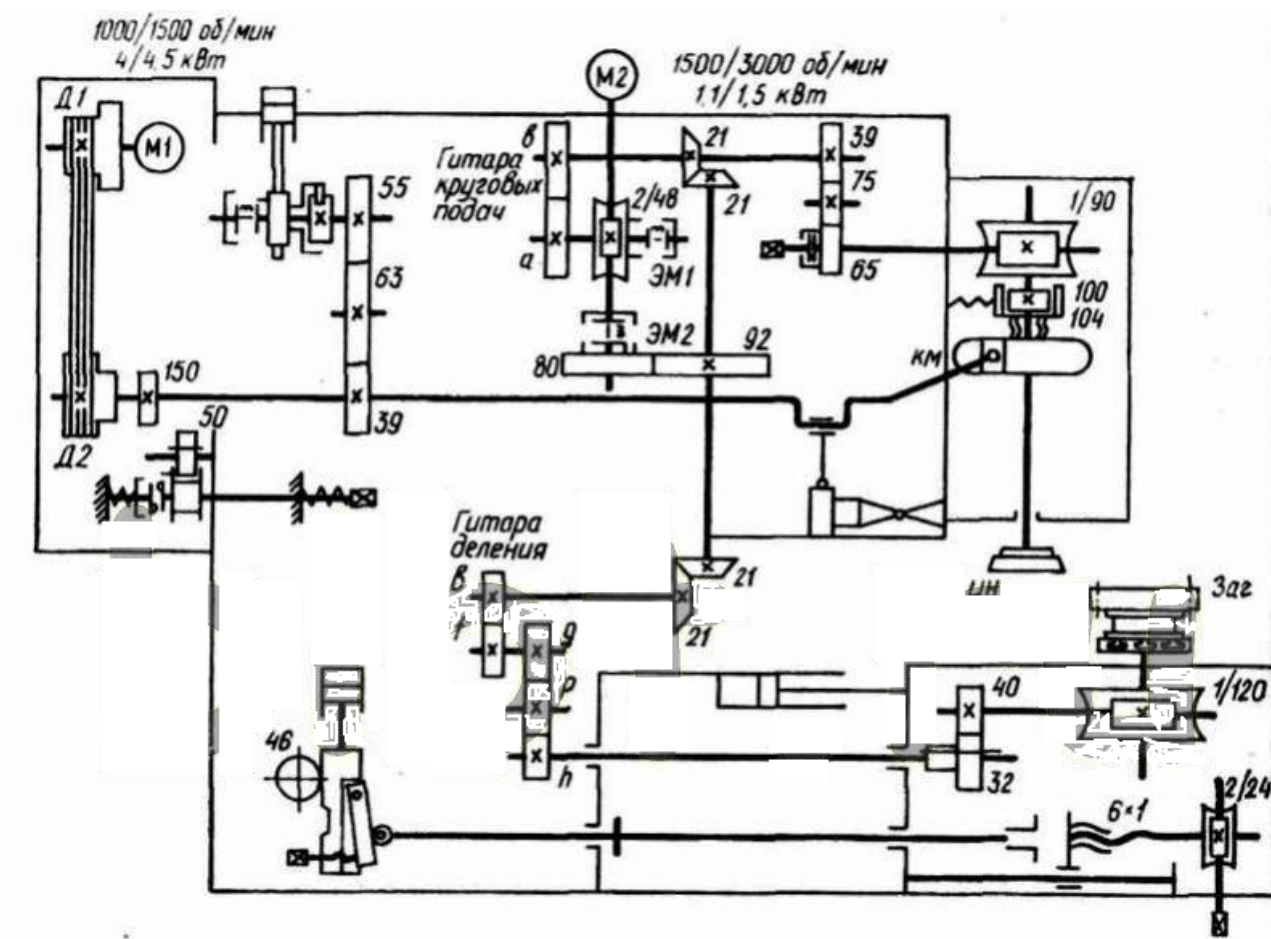 1000/1500 об/мин
4/4,5 кВт
М2
1500/3000 об/мин
1,1/1,5 кВт
Д1
М1
в
21
39
Гитара
круговых
подач
55
2/48
21
75
1/90
а
ЭМ1
65
63
100
104
ЭМ2
92
км
80
150
50
39
Д2
Гитара
деления
в
21
Заг
21
g
р
40
1/120
46
h
32
6×1
2/24